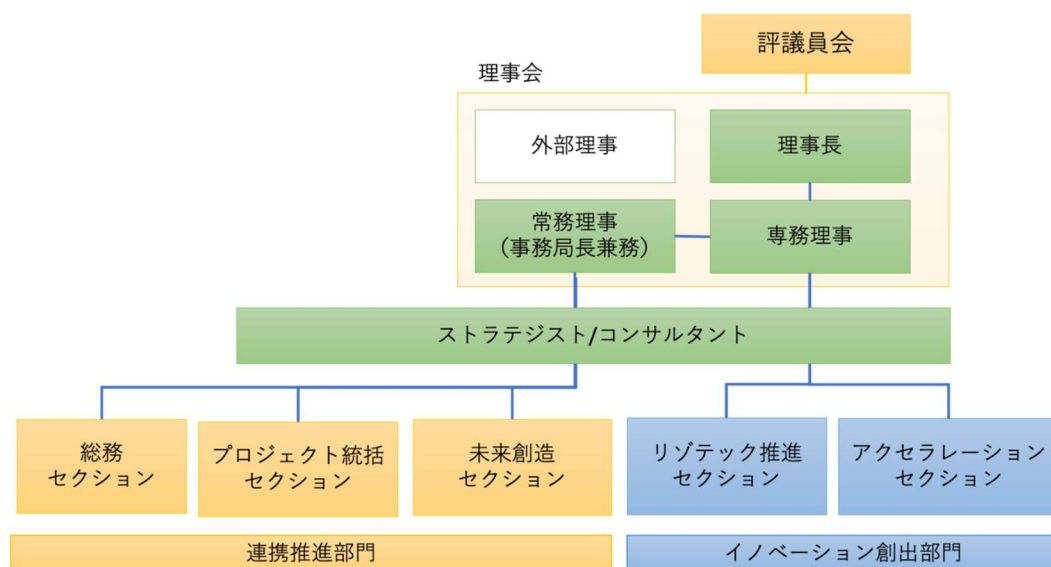 評議員会
理事会
外部理事
理事長
常務理事
(事務局長兼務)
専務理事
ストラテジスト/コンサルタント
総務
セクション
プロジェクト統括
セクション
未来創造
セクション
リゾテック推進
セクション
アクセラレーション
セクション
連携推進部門
イノベーション創出部門